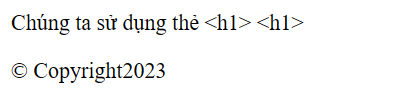 Chúng ta sử dụng thẻ <h1> <h1>
© Copyright2023